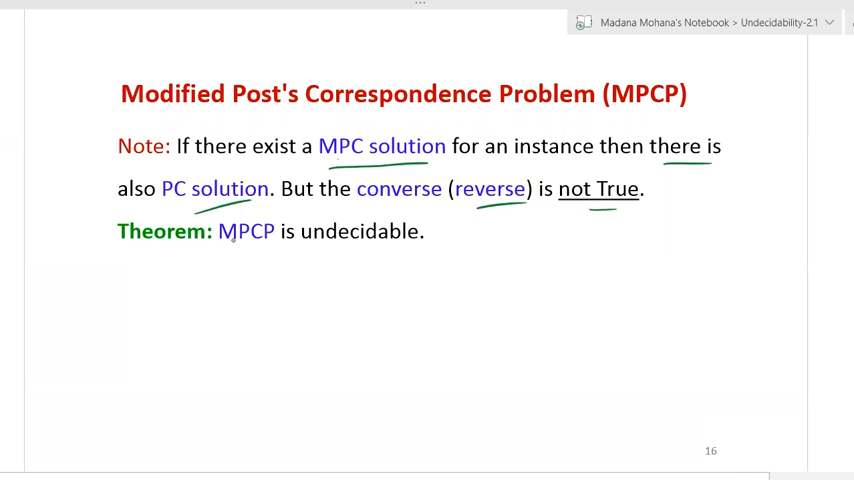 Madana Mohana's Notebook > Undecidability-2.1
Modified Post's Correspondence Problem (MPCP)
Note: If there exist a MPC solution for an instance then there is
also PC solution. But the converse (reverse) is not True.
Theorem: MPCP is undecidable.
16